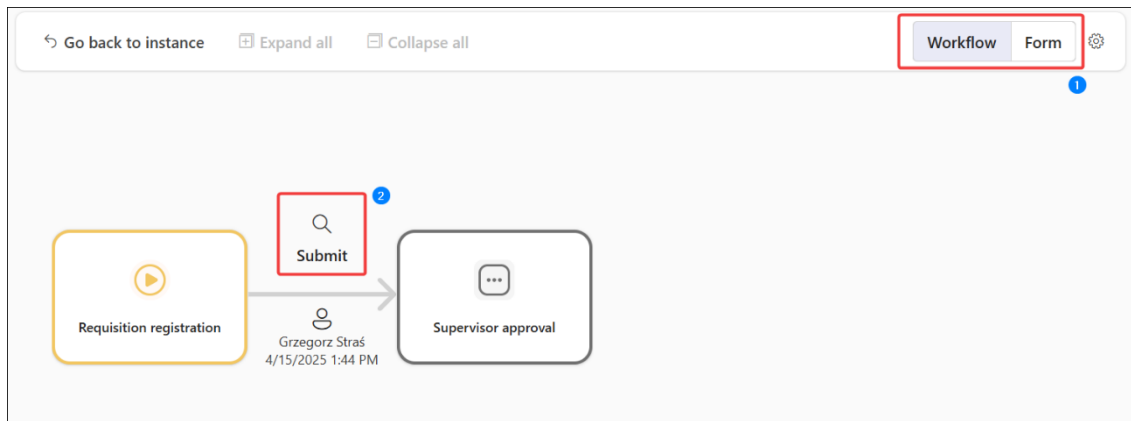 Go back to instance Expand all Collapse all Workflow Form
1
2
Submit
Requisition registration
Supervisor approval
Grzegorz Straś
4/15/2025 1:44 PM